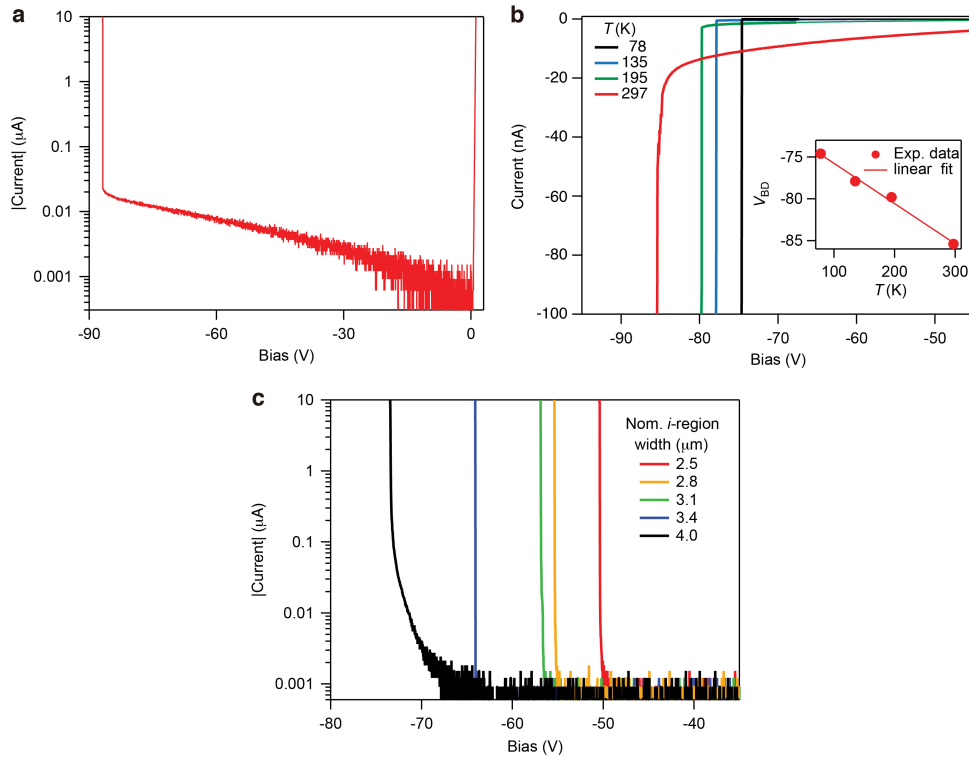 a
10
1
0.1
0.01
0.001
|Current| (μA)
-90
-60
-30
0
Bias (V)
b
0
-20
-40
-60
-80
-100
Current (nA)
T (K)
78
135
195
297
-90
-80
-70
-60
-50
Bias (V)
-75
-80
-85
V_BD
Exp. data
linear fit
100
200
300
T (K)
c
10
1
0.1
0.01
0.001
|Current| (μA)
Nom. i-region
width (μm)
2.5
2.8
3.1
3.4
4.0
-80
-70
-60
-50
-40
Bias (V)